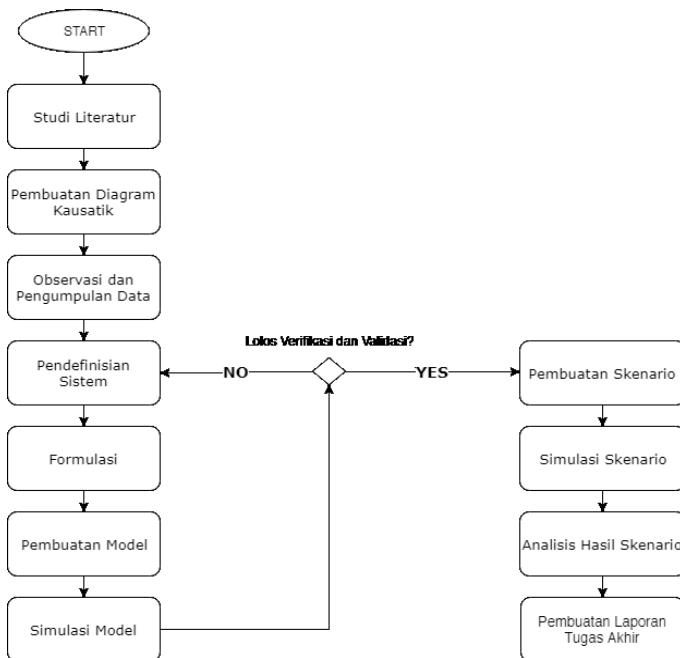 START
Studi Literatur
Pembuatan Diagram
Kausatik
Observasi dan
Pengumpulan Data
Pendefinisian
Sistem
Formulasi
Pembuatan Model
Simulasi Model
Lolos Verifikasi dan Validasi?
NO
YES
Pembuatan Skenario
Simulasi Skenario
Analisis Hasil Skenario
Pembuatan Laporan
Tugas Akhir